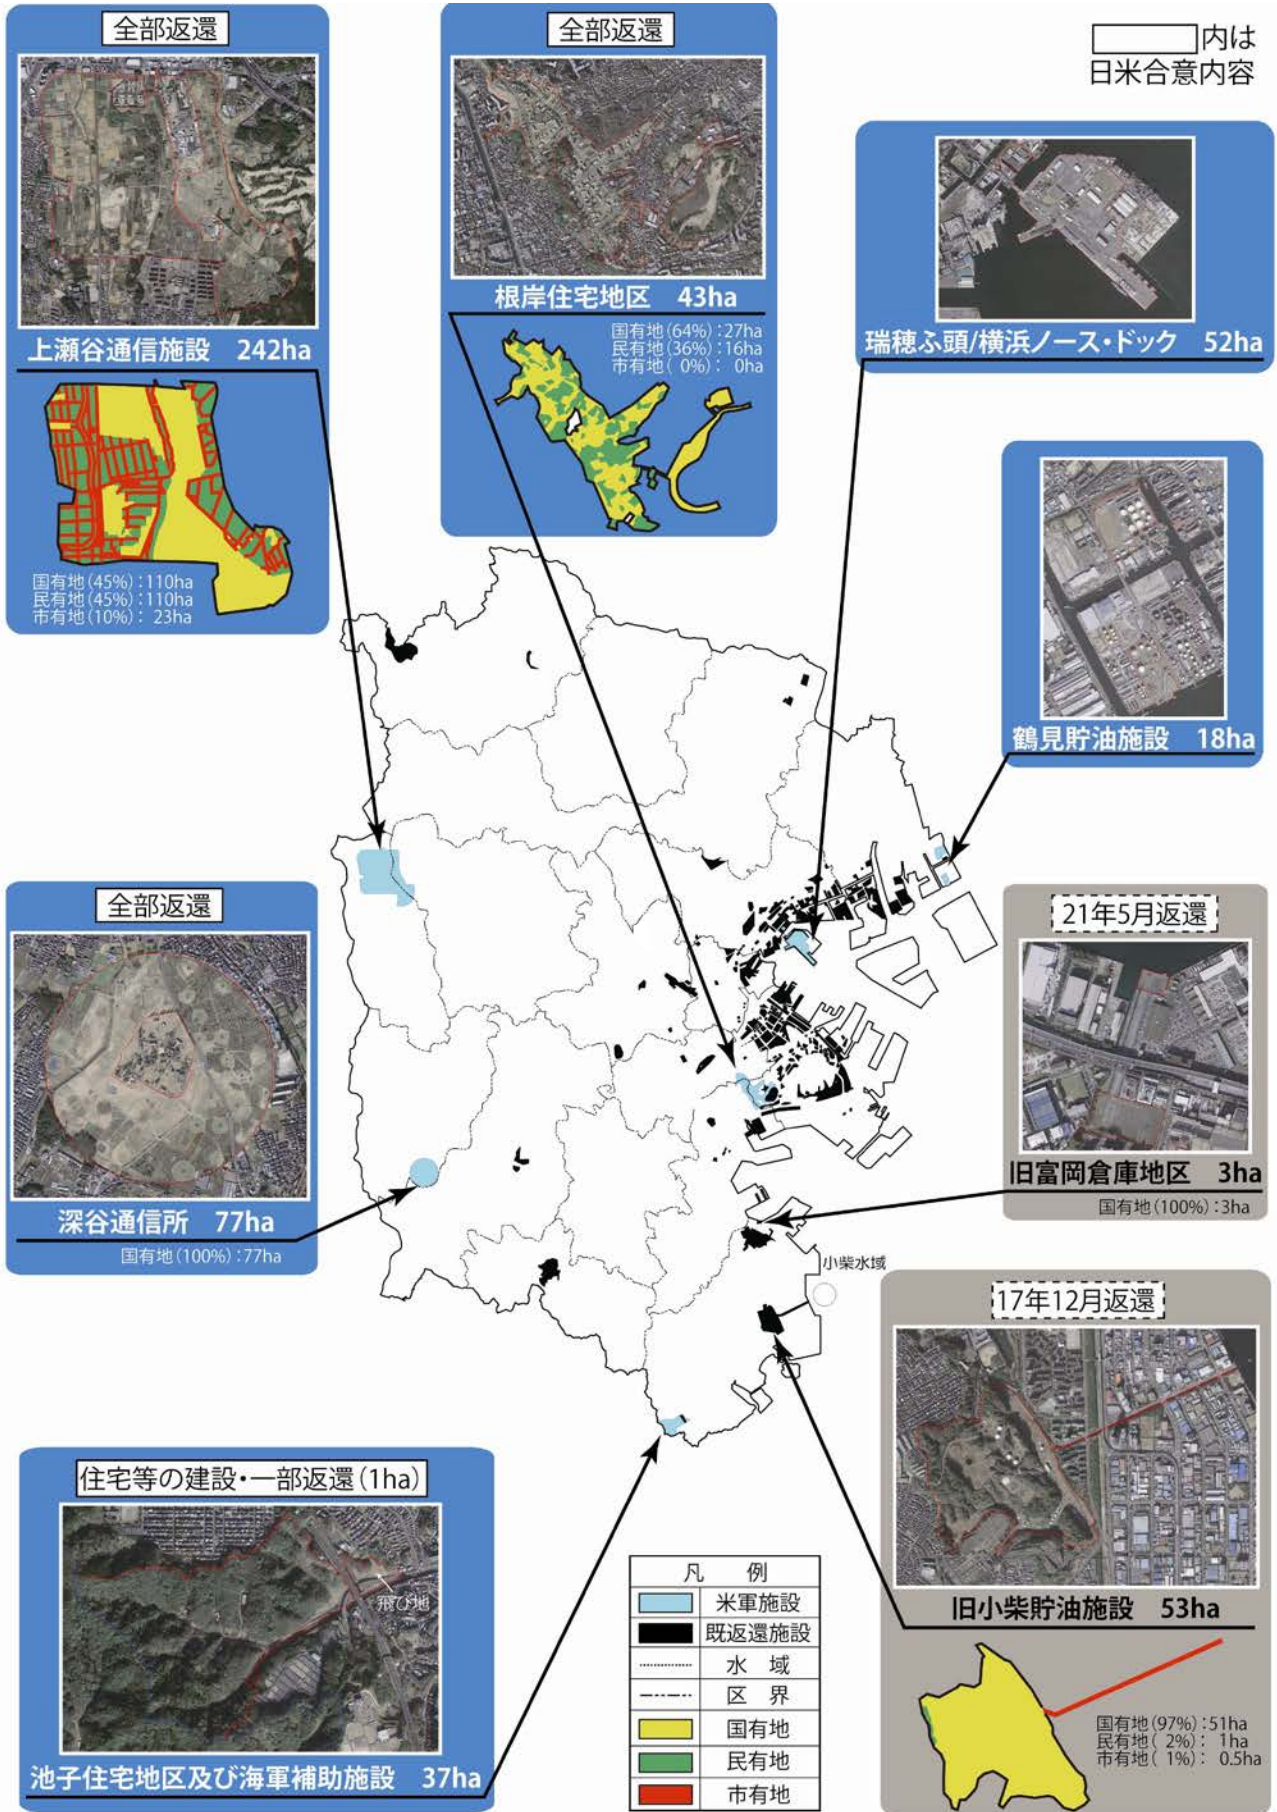 全部返還
上瀬谷通信施設 242ha
国有地(45%):110ha
民有地(45%):110ha
市有地(10%): 23ha
全部返還
根岸住宅地区 43ha
国有地(64%):27ha
民有地(36%):16ha
市有地( 0%): 0ha
内は
日米合意内容
瑞穂ふ頭/横浜ノース・ドック 52ha
鶴見貯油施設 18ha
全部返還
深谷通信所 77ha
国有地(100%):77ha
21年5月返還
旧富岡倉庫地区 3ha
国有地(100%):3ha
小柴水域
17年12月返還
旧小柴貯油施設 53ha
国有地(97%):51ha
民有地( 2%): 1ha
市有地( 1%): 0.5ha
住宅等の建設・一部返還(1ha)
飛び地
池子住宅地区及び海軍補助施設 37ha
凡 例
米軍施設
既返還施設
水 域
区 界
国有地
民有地
市有地